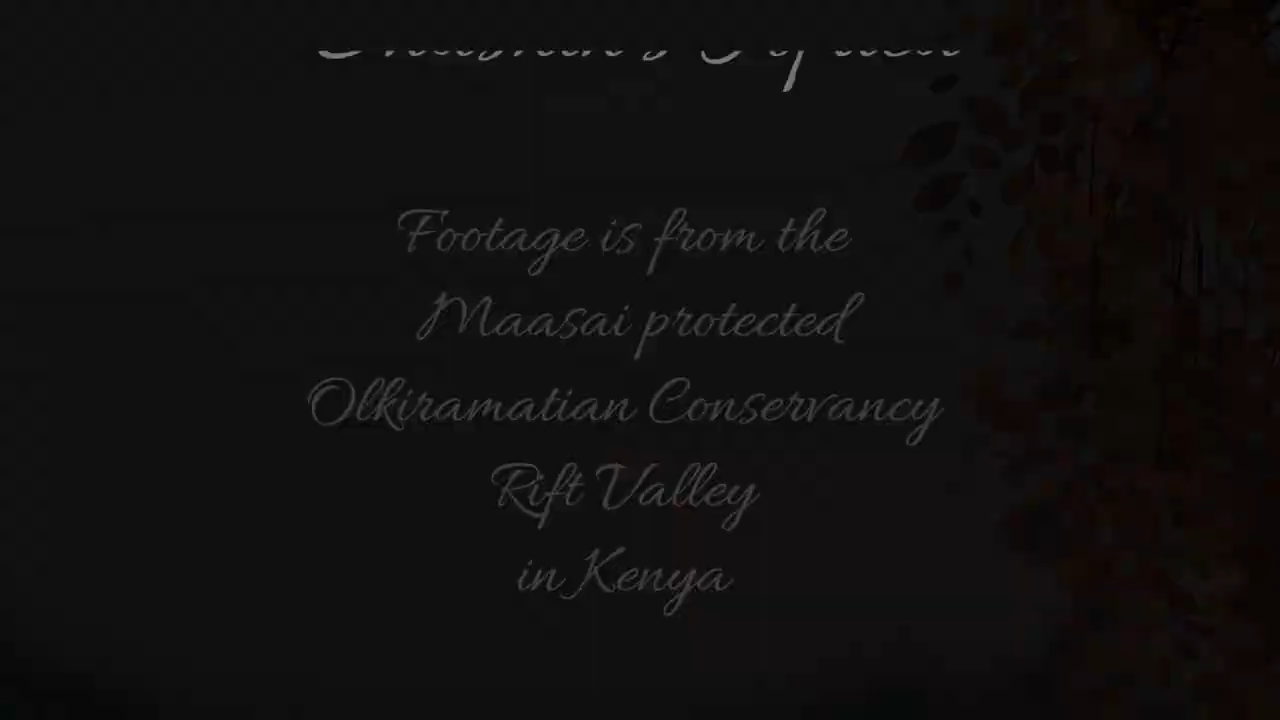 Footage is from the
Maasai protected
Olkiramatian Conservancy
Rift Valley
in Kenya